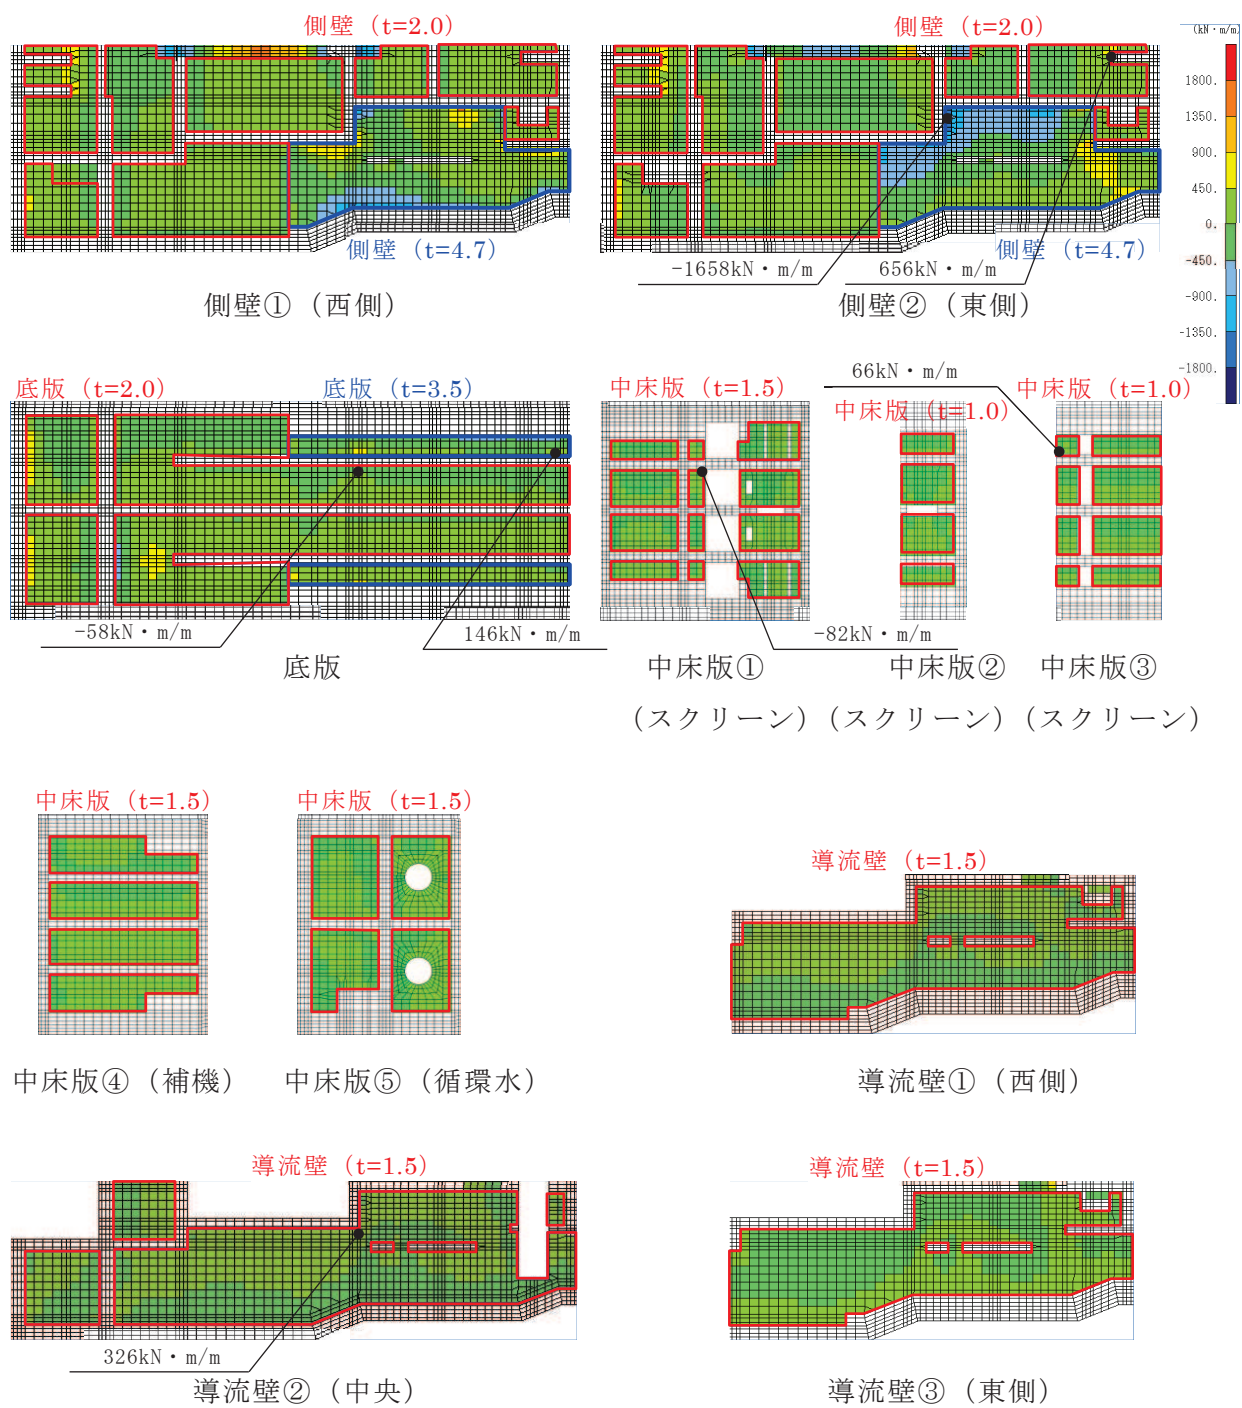 側壁（t=2.0）
側壁（t=2.0）
(kN・m/m)
1800.
1350.
900.
450.
0.
-450.
-900.
-1350.
-1800.
側壁（t=4.7）
側壁（t=4.7）
-1658kN・m/m
656kN・m/m
側壁①（西側）
側壁②（東側）
底版（t=2.0）
底版（t=3.5）
中床版（t=1.5）
66kN・m/m
中床版（t=1.0）
中床版（t=1.0）
-58kN・m/m
146kN・m/m
-82kN・m/m
底版
中床版①
（スクリーン）
中床版②
（スクリーン）
中床版③
（スクリーン）
中床版（t=1.5）
中床版（t=1.5）
導流壁（t=1.5）
中床版④（補機）
中床版⑤（循環水）
導流壁①（西側）
導流壁（t=1.5）
導流壁（t=1.5）
326kN・m/m
導流壁②（中央）
導流壁③（東側）